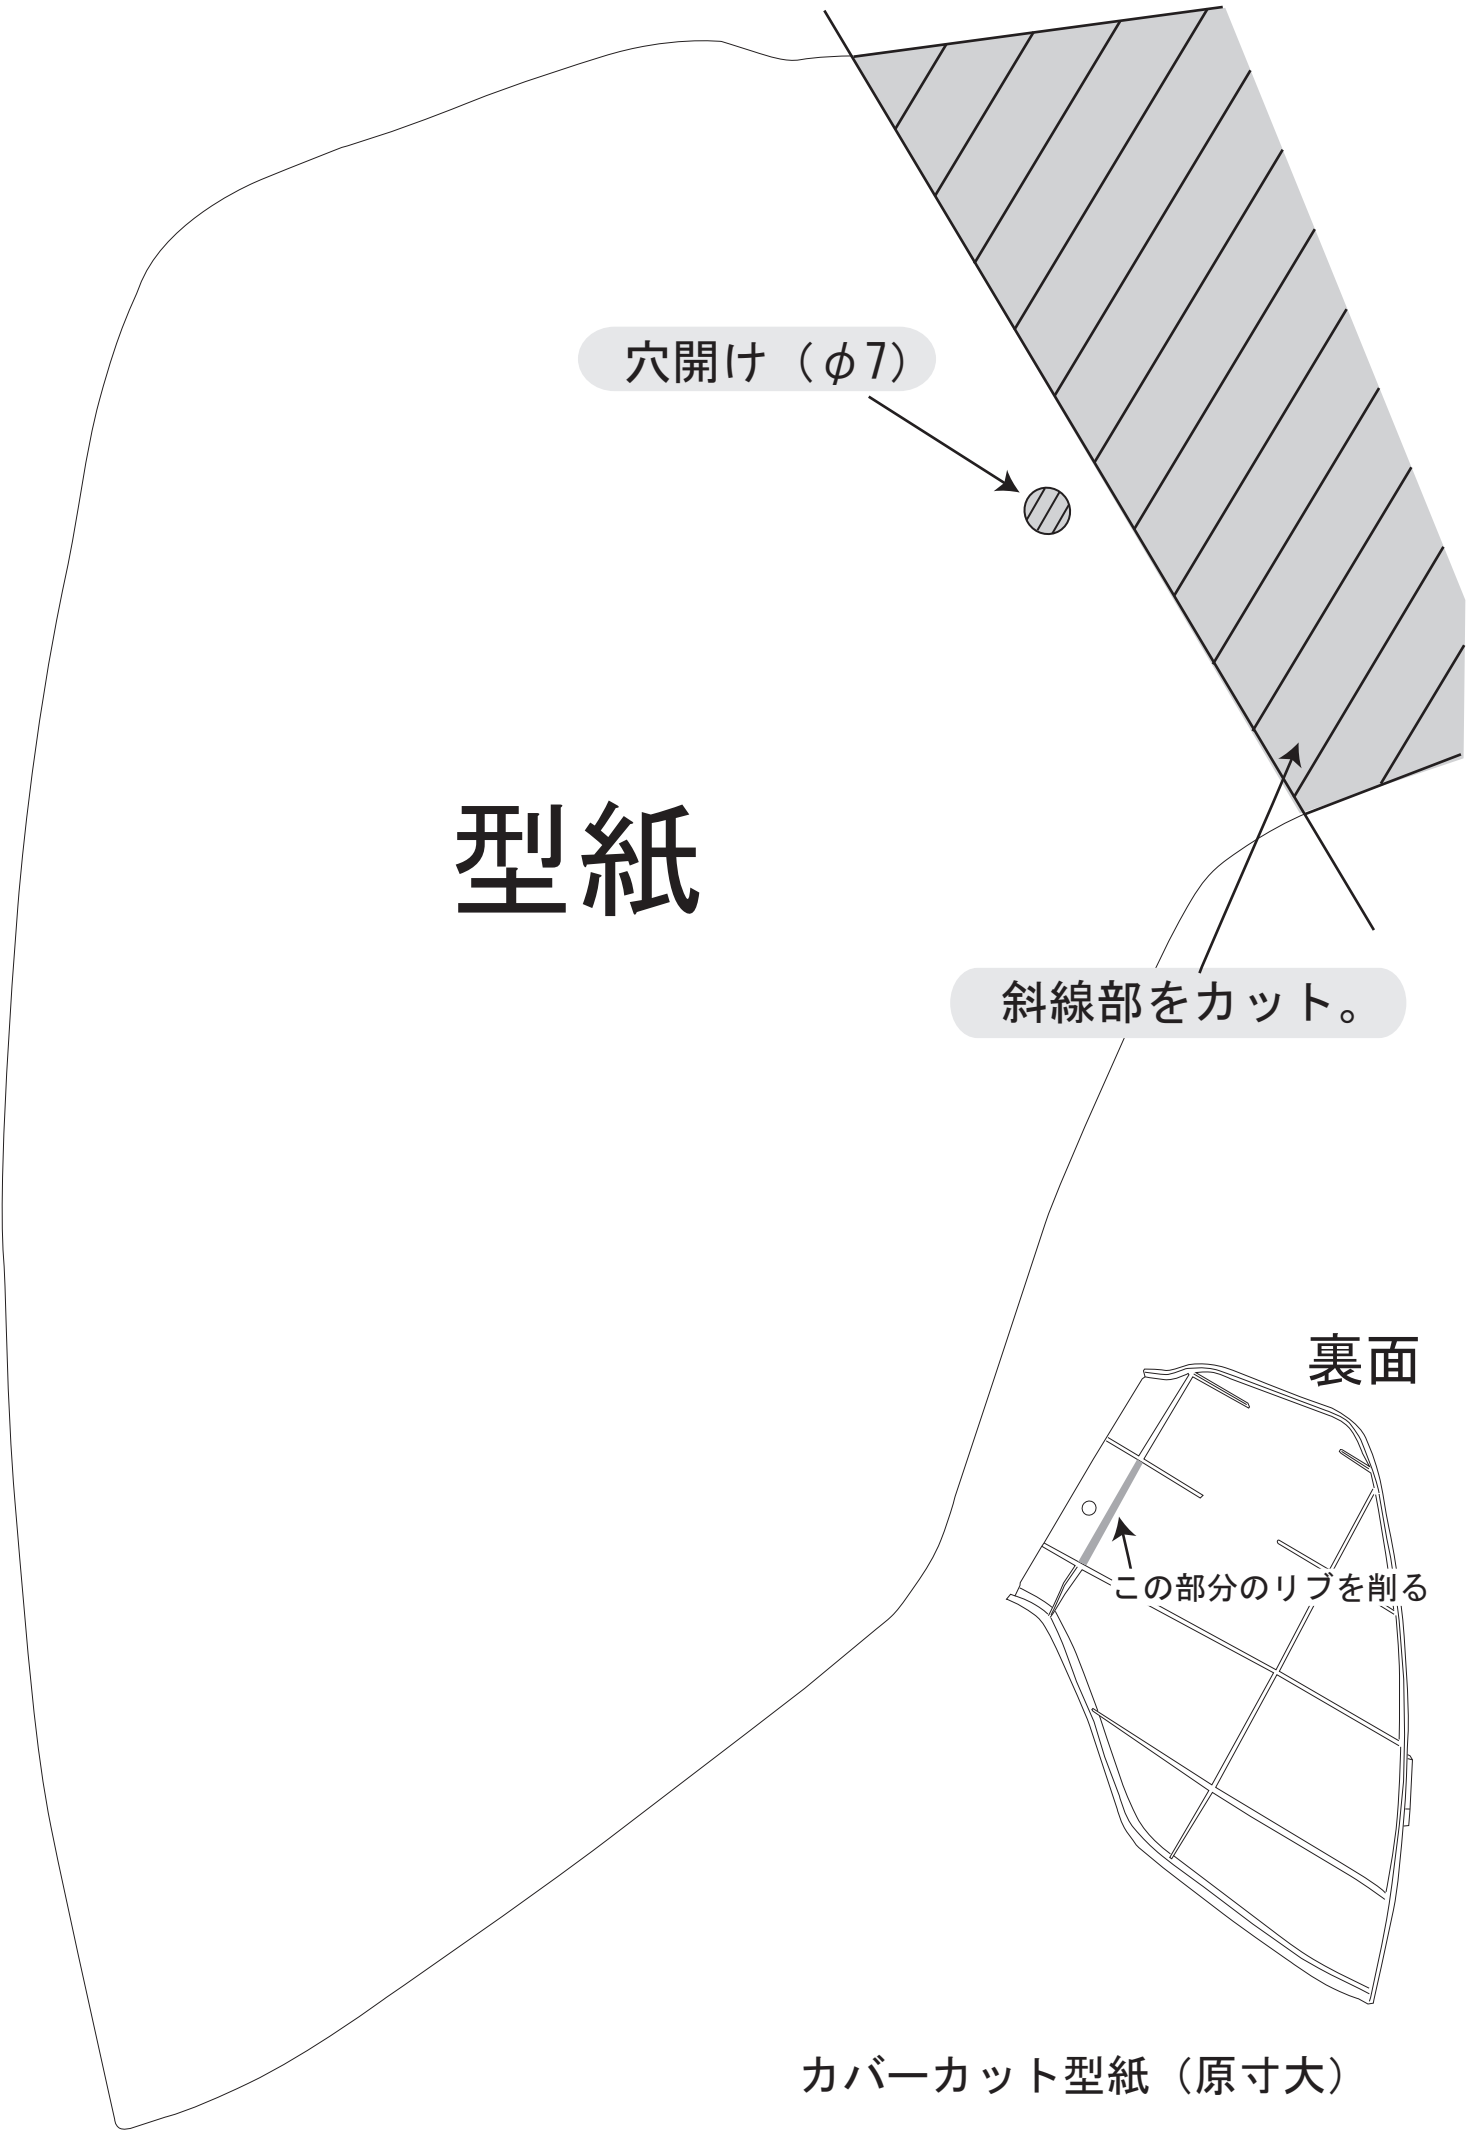 穴開け（φ7）
型紙
斜線部をカット。
裏面
この部分のリブを削る
カバーカット型紙（原寸大）